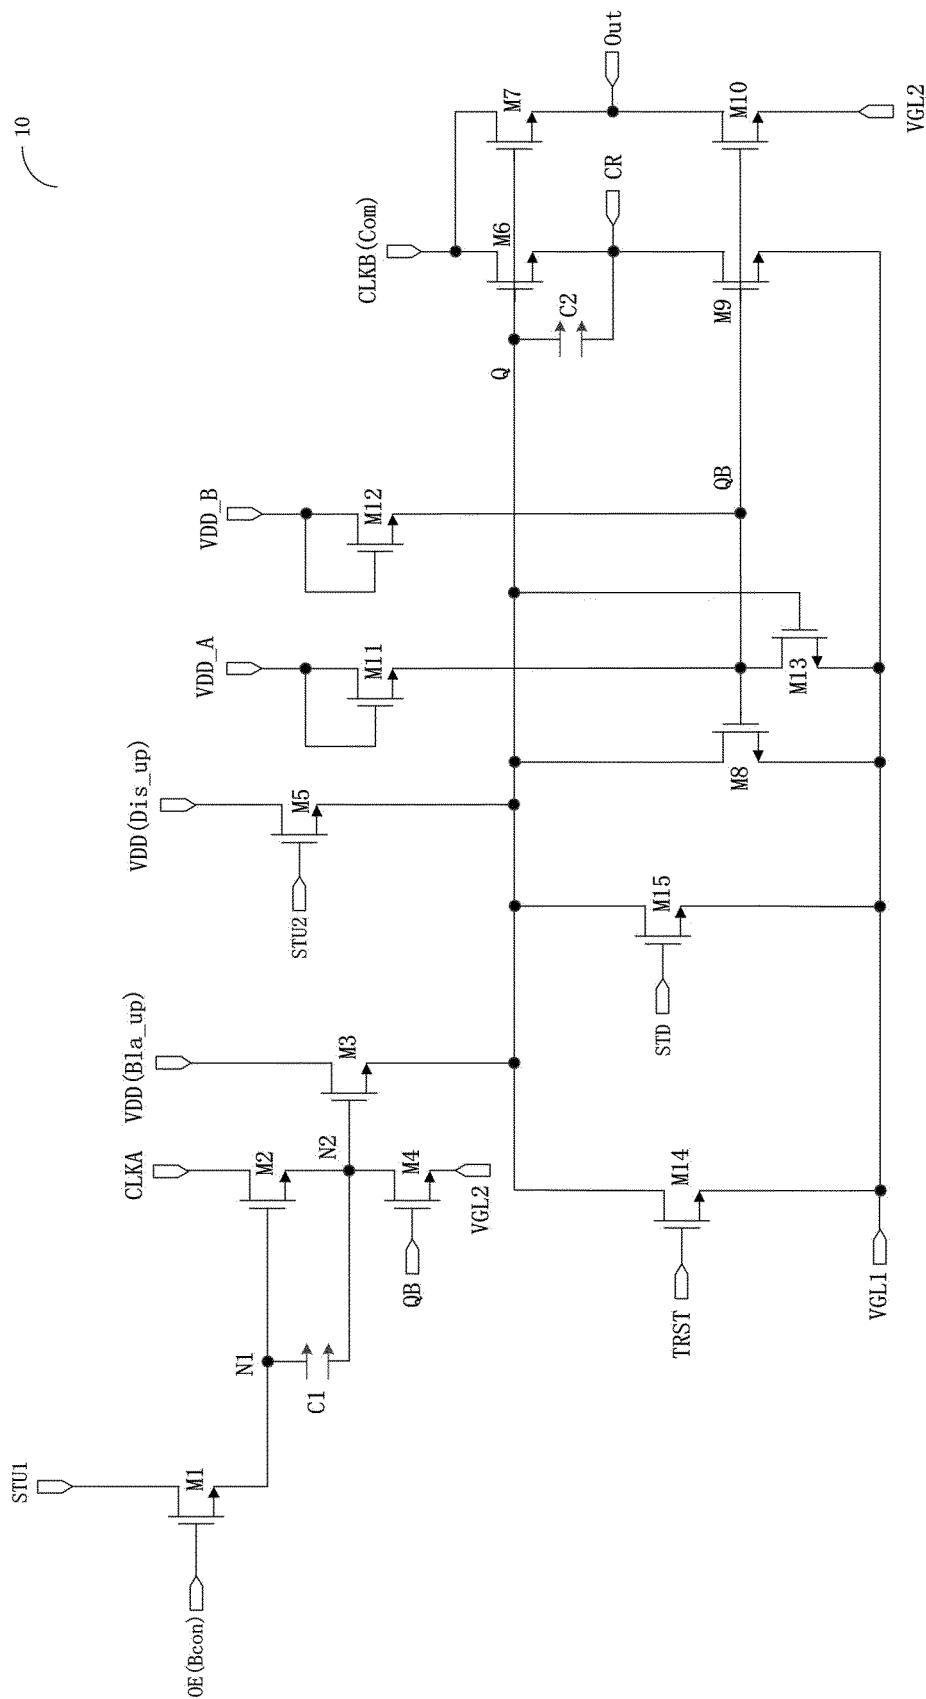 10
STU1
OE(Bcon)
M1
N1
C1
CLKA
M2
N2
QB
M4
VGL2
VDD(Bla_up)
M3
TRST
M14
VGL1
STD
M15
VDD(Dis_up)
STU2
M5
M8
VDD_A
M11
M13
VDD_B
M12
QB
Q
C2
CLKB(Com)
M6
M9
CR
M7
M10
Out
VGL2